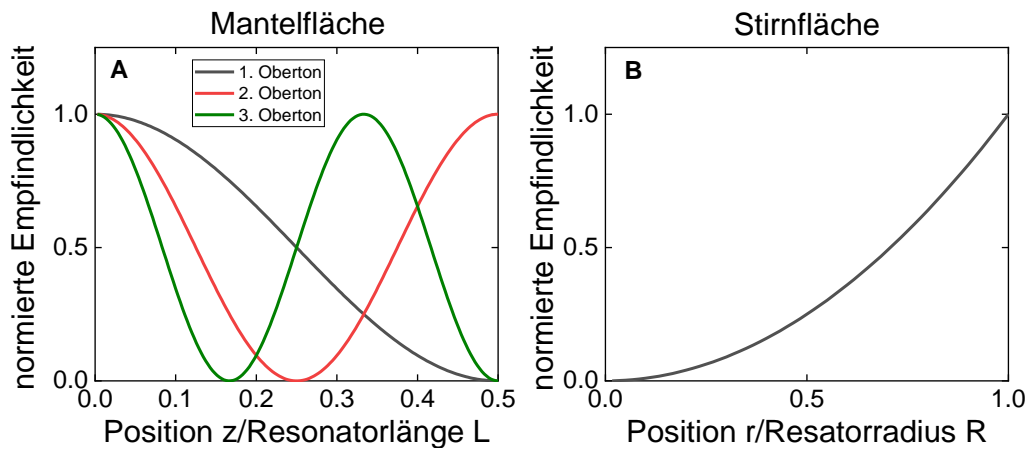 Mantelfläche
A
1. Oberton
2. Oberton
3. Oberton
normierte Empfindlichkeit
1.0
0.5
0.0
0.0 0.1 0.2 0.3 0.4 0.5
Position z/Resonatorlänge L
Stirnfläche
B
normierte Empfindlichkeit
1.0
0.5
0.0
0.0 0.5 1.0
Position r/Resatorradius R